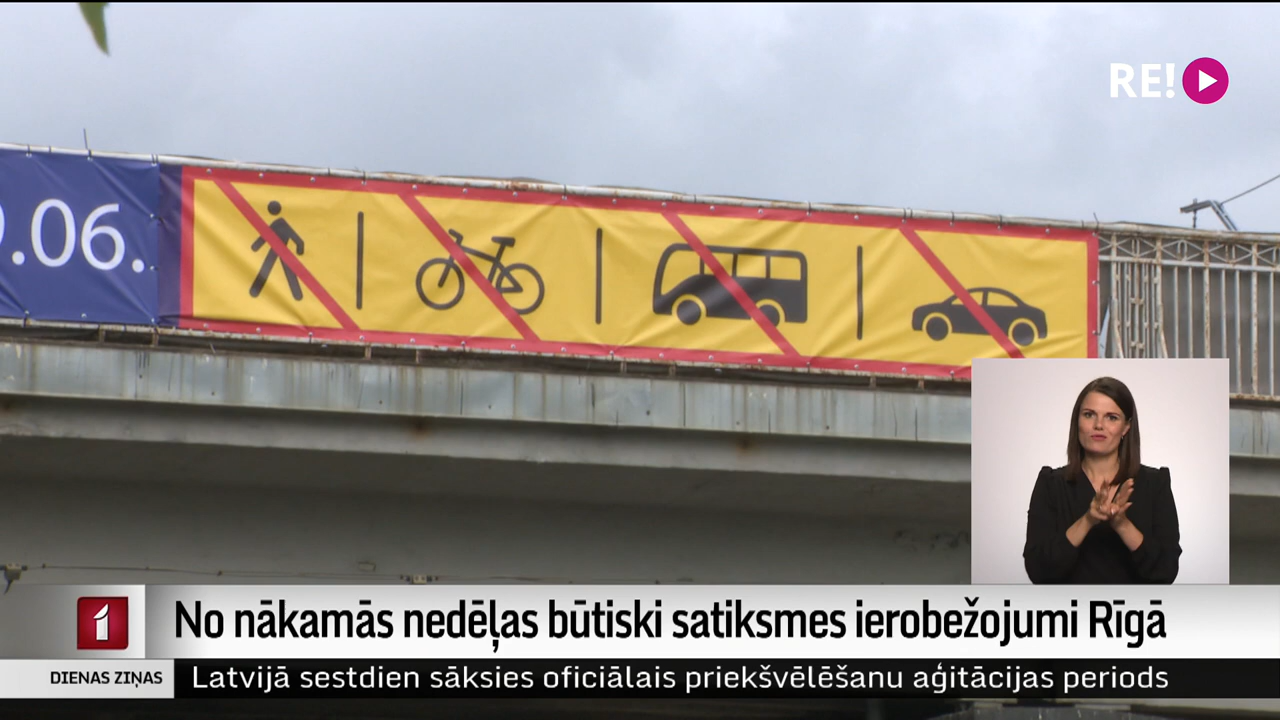 RE!
.06.
1
No nākamās nedēļas būtiski satiksmes ierobežojumi Rīgā
DIENAS ZIŅAS
Latvijā sestdien sāksies oficiālais priekšvēlēšanu aģitācijas periods